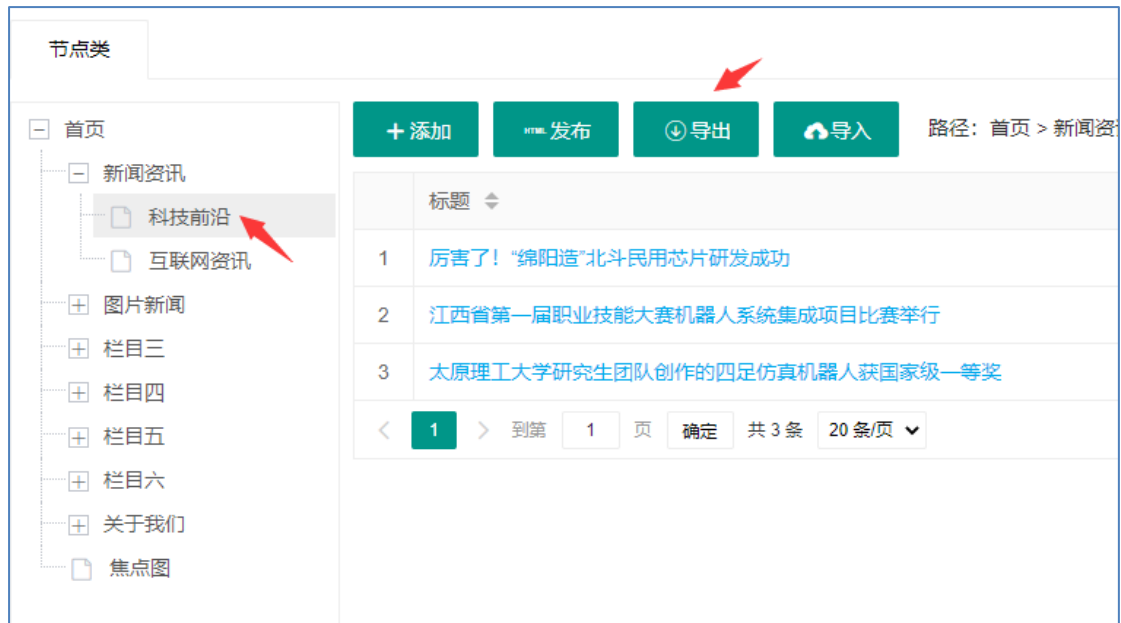 节点类
首页
新闻资讯
科技前沿
互联网资讯
图片新闻
栏目三
栏目四
栏目五
栏目六
关于我们
焦点图
添加 HTML 发布 导出 导入 路径：首页 > 新闻资
标题
1 厉害了！“绵阳造”北斗民用芯片研发成功
2 江西省第一届职业技能大赛机器人系统集成项目比赛举行
3 太原理工大学研究生团队创作的四足仿真机器人获国家级一等奖
1 到第 1 页 确定 共 3 条 20 条/页